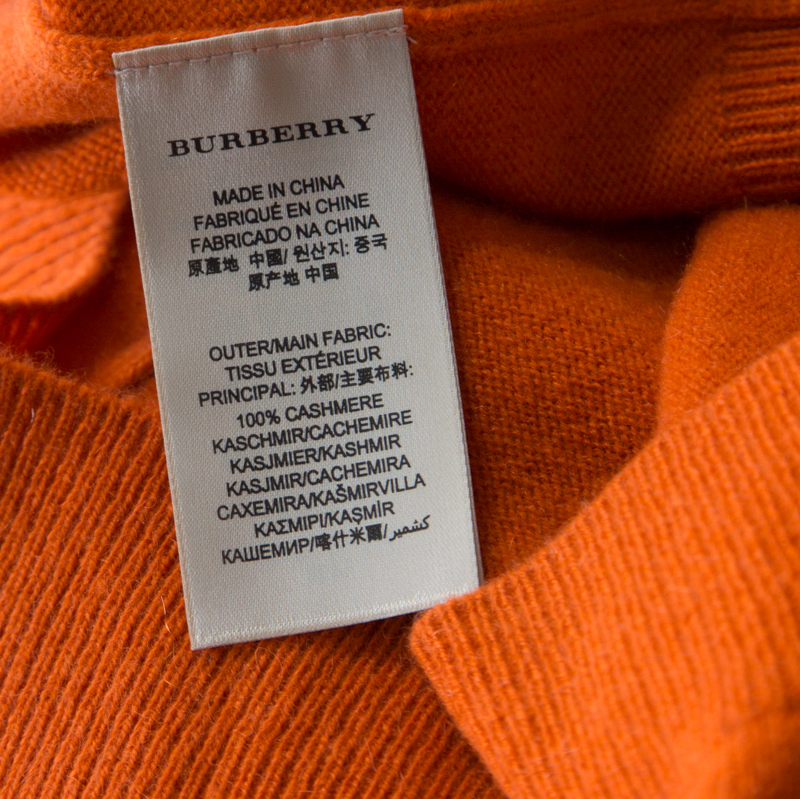 BURBERRY
MADE IN CHINA
FABRIQUÉ EN CHINE
FABRICADO NA CHINA
原產地 中國/ 원산지: 중국
原产地 中国
OUTER/MAIN FABRIC:
TISSU EXTÉRIEUR
PRINCIPAL: 外部/主要布料:
100% CASHMERE
KASCHMIR/CACHEMIRE
KASJMIER/KASHMIR
KASJMIR/CACHEMIRA
CAXEMIRA/KAŠMIRVILLA
ΚΑΣΜΙΡΙ/KAŞMİR
КАШЕМИР/喀什米爾/كشمير